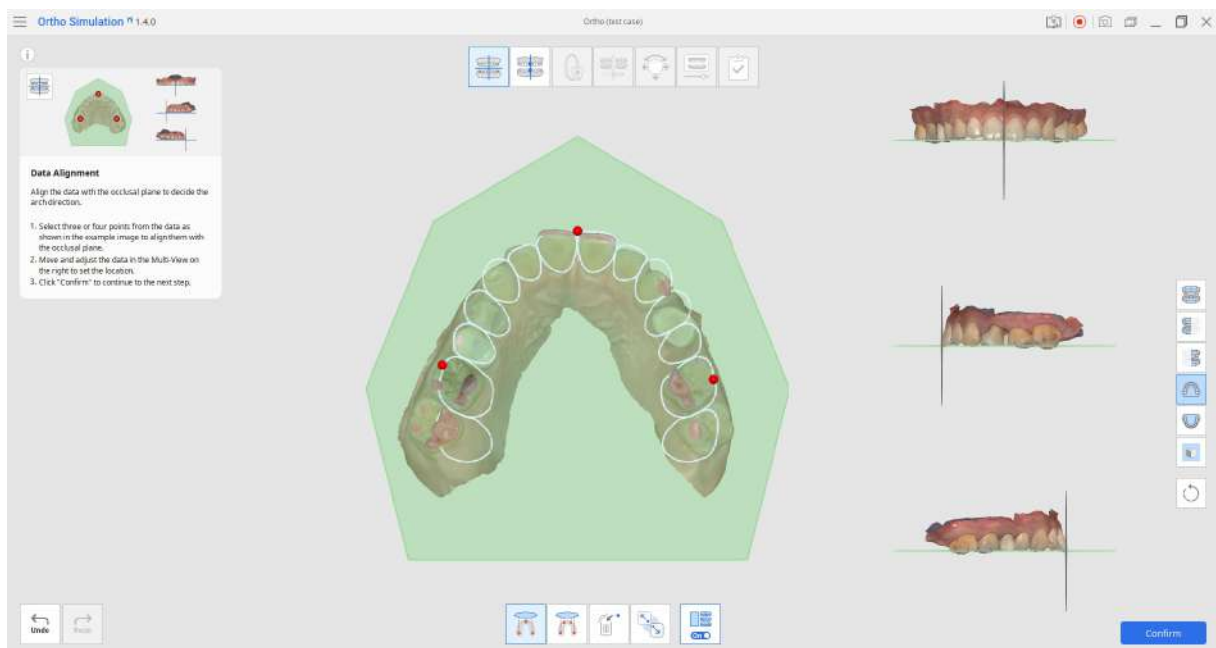 Ortho Simulation 1.4.0
Ortho (test case)
Data Alignment
Align the data with the occlusal plane to decide the
arch direction.
1. Select three or four points from the data as
shown in the example image to align them with
the occlusal plane.
2. Move and adjust the data in the Multi-View on
the right to set the location.
3. Click "Confirm" to continue to the next step.
Undo
Redo
On
Confirm